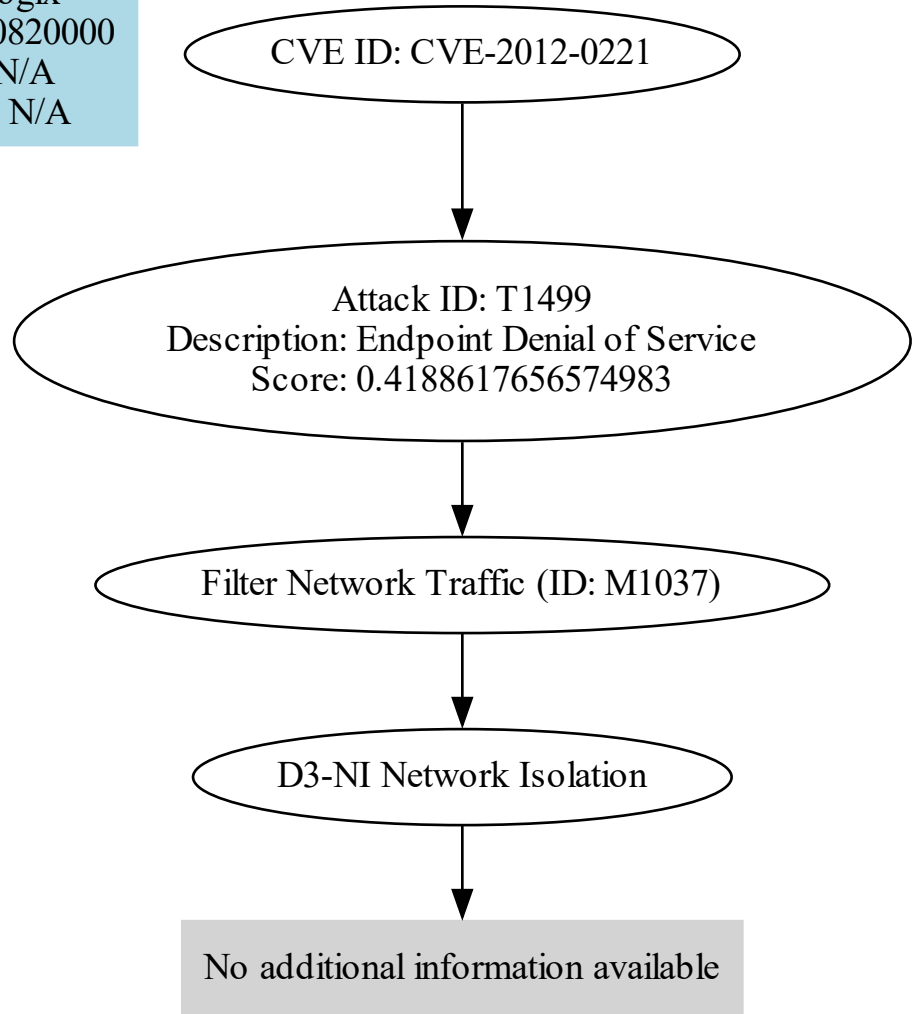 0820000
N/A
N/A
CVE ID: CVE-2012-0221
Attack ID: T1499
Description: Endpoint Denial of Service
Score: 0.4188617656574983
Filter Network Traffic (ID: M1037)
D3-NI Network Isolation
No additional information available